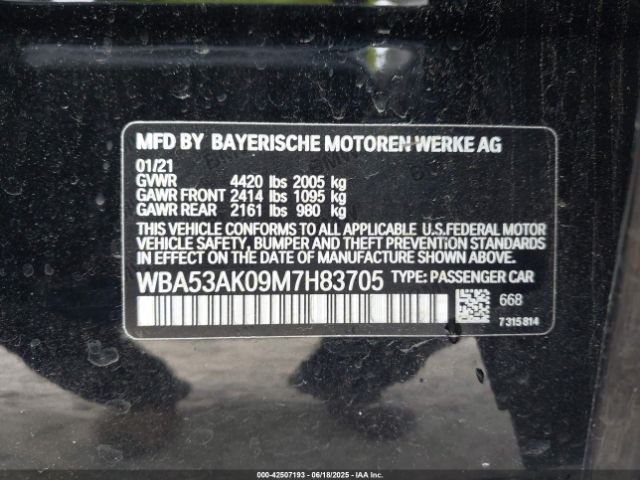 MFD BY BAYERISCHE MOTOREN WERKE AG
01/21
GVWR 4420 lbs 2005 kg
GAWR FRONT 2414 lbs 1095 kg
GAWR REAR 2161 lbs 980 kg
THIS VEHICLE CONFORMS TO ALL APPLICABLE U.S.FEDERAL MOTOR
VEHICLE SAFETY, BUMPER AND THEFT PREVENTION STANDARDS
IN EFFECT ON THE DATE OF MANUFACTURE SHOWN ABOVE.
WBA53AK09M7H83705 TYPE: PASSENGER CAR
668
7315814
000-42507193 - 06/18/2025 - IAAI.COM